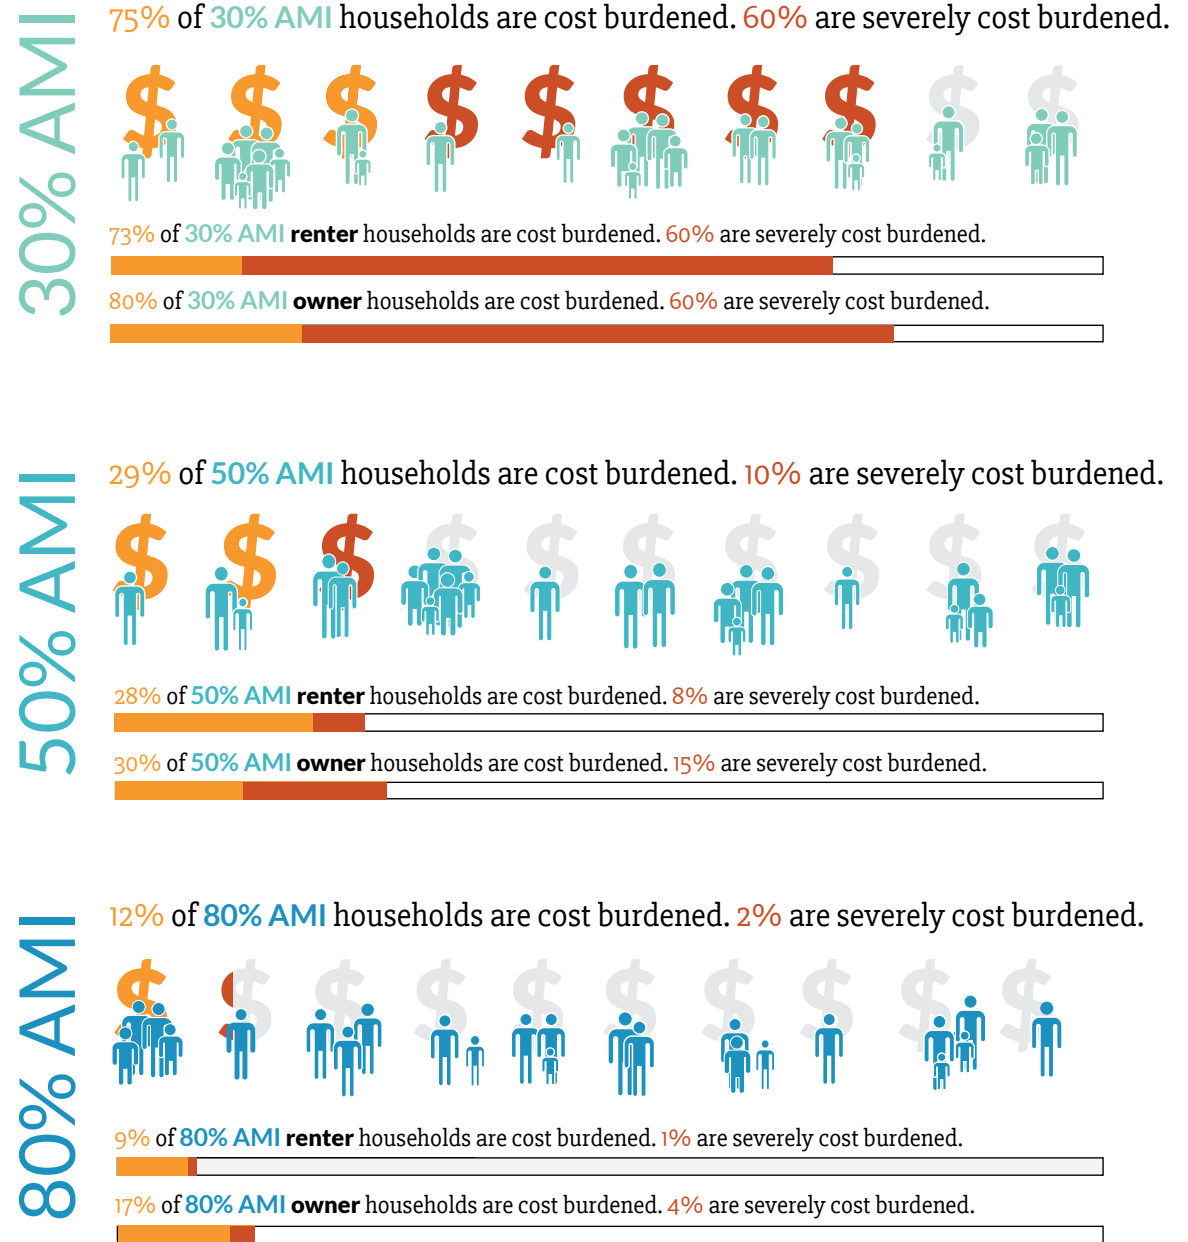 30% AMI
75% of 30% AMI households are cost burdened. 60% are severely cost burdened.
73% of 30% AMI renter households are cost burdened. 60% are severely cost burdened.
80% of 30% AMI owner households are cost burdened. 60% are severely cost burdened.
50% AMI
29% of 50% AMI households are cost burdened. 10% are severely cost burdened.
28% of 50% AMI renter households are cost burdened. 8% are severely cost burdened.
30% of 50% AMI owner households are cost burdened. 15% are severely cost burdened.
80% AMI
12% of 80% AMI households are cost burdened. 2% are severely cost burdened.
9% of 80% AMI renter households are cost burdened. 1% are severely cost burdened.
17% of 80% AMI owner households are cost burdened. 4% are severely cost burdened.